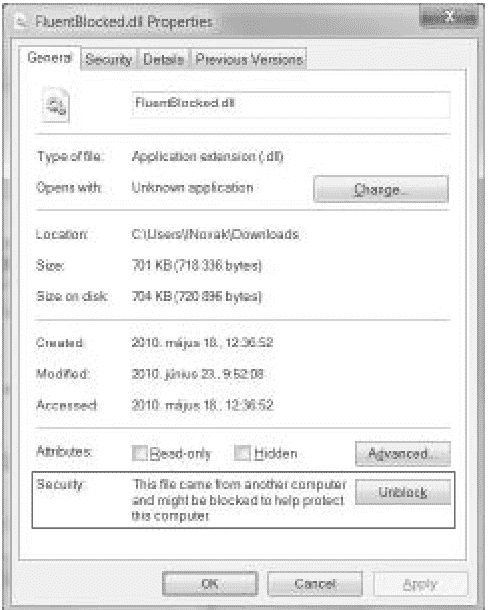 FluentBlocked.dll Properties
General Security Details Previous Versions
FluentBlocked.dll
Type of file: Application extension (.dll)
Opens with: Unknown application Change...
Location: C:\Users\INovak\Downloads
Size: 701 KB (718 336 bytes)
Size on disk: 704 KB (720 896 bytes)
Created: 2010. május 18., 12:36:52
Modified: 2010. június 23., 9:52:08
Accessed: 2010. május 18., 12:36:52
Attributes: Read-only Hidden Advanced...
Security: This file came from another computer
and might be blocked to help protect
this computer.
Unblock
OK Cancel Apply